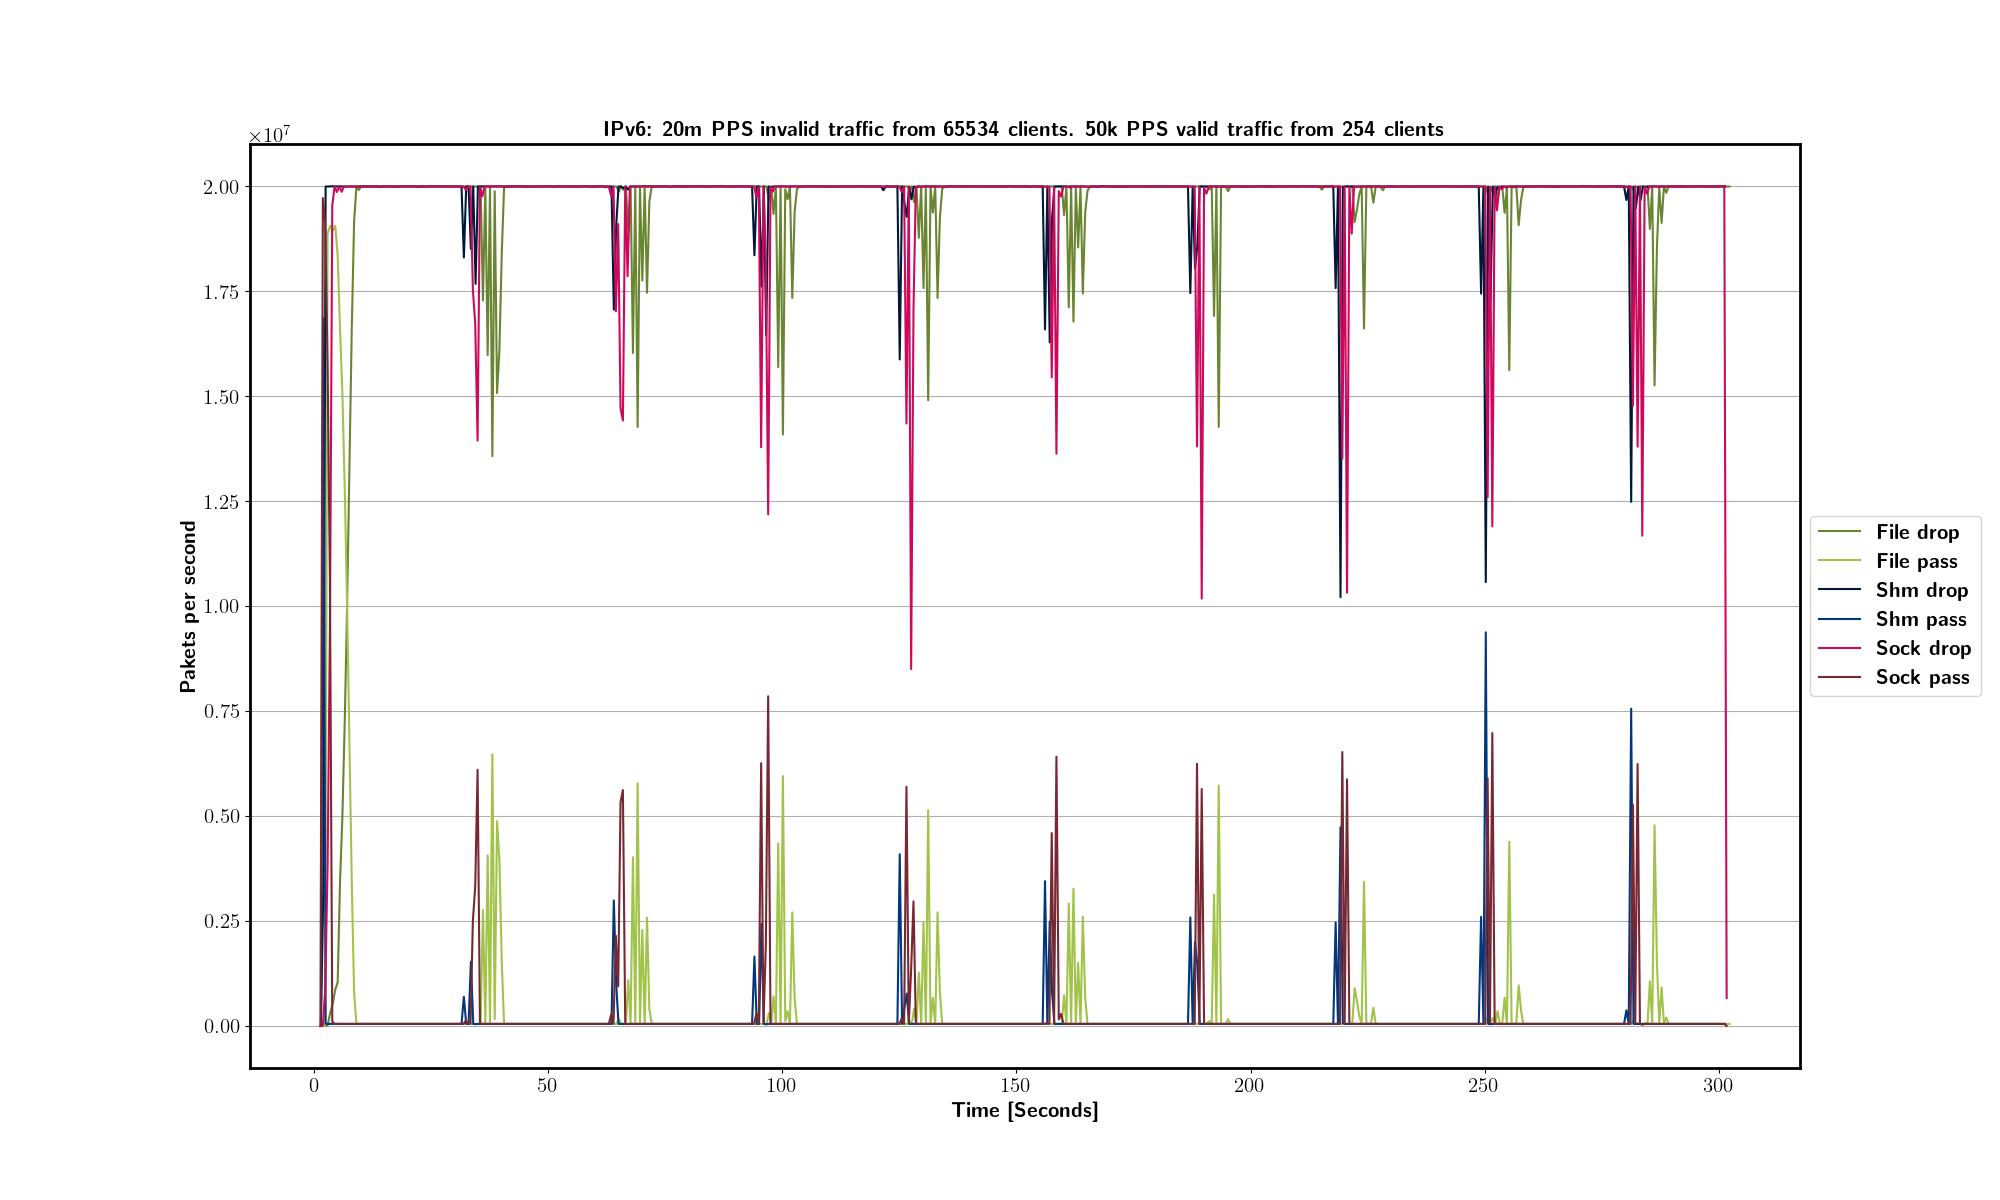 IPv6: 20m PPS invalid traffic from 65534 clients. 50k PPS valid traffic from 254 clients
×10⁷
2.00
1.75
1.50
1.25
1.00
0.75
0.50
0.25
0.00
Pakets per second
0 50 100 150 200 250 300
Time [Seconds]
File drop
File pass
Shm drop
Shm pass
Sock drop
Sock pass